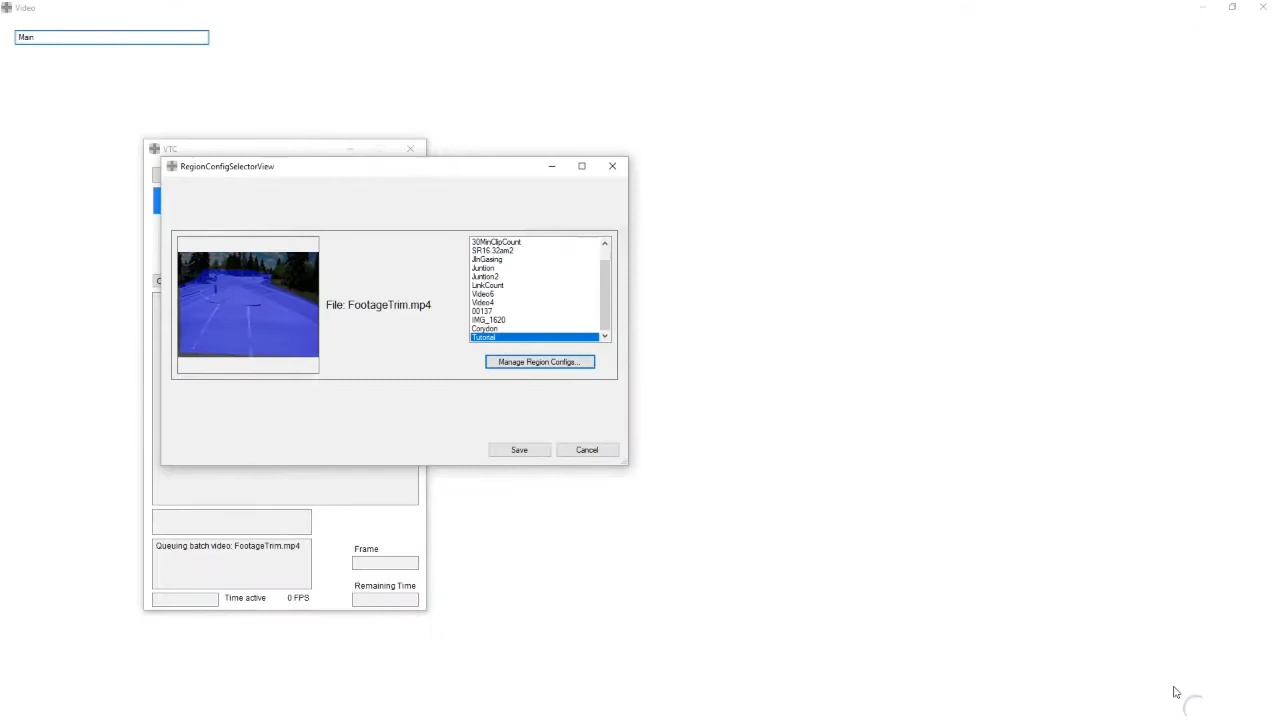 Video
Main
VTC
RegionConfigSelectorView
File: FootageTrim.mp4
30MinClipCount
SR16.32am2
JlnGasing
Juntion
Juntion2
LinkCount
Video6
Video4
00137
IMG_1620
Corydon
Tutorial
Manage Region Configs...
Save
Cancel
Queuing batch video: FootageTrim.mp4
Frame
Remaining Time
Time active
0 FPS